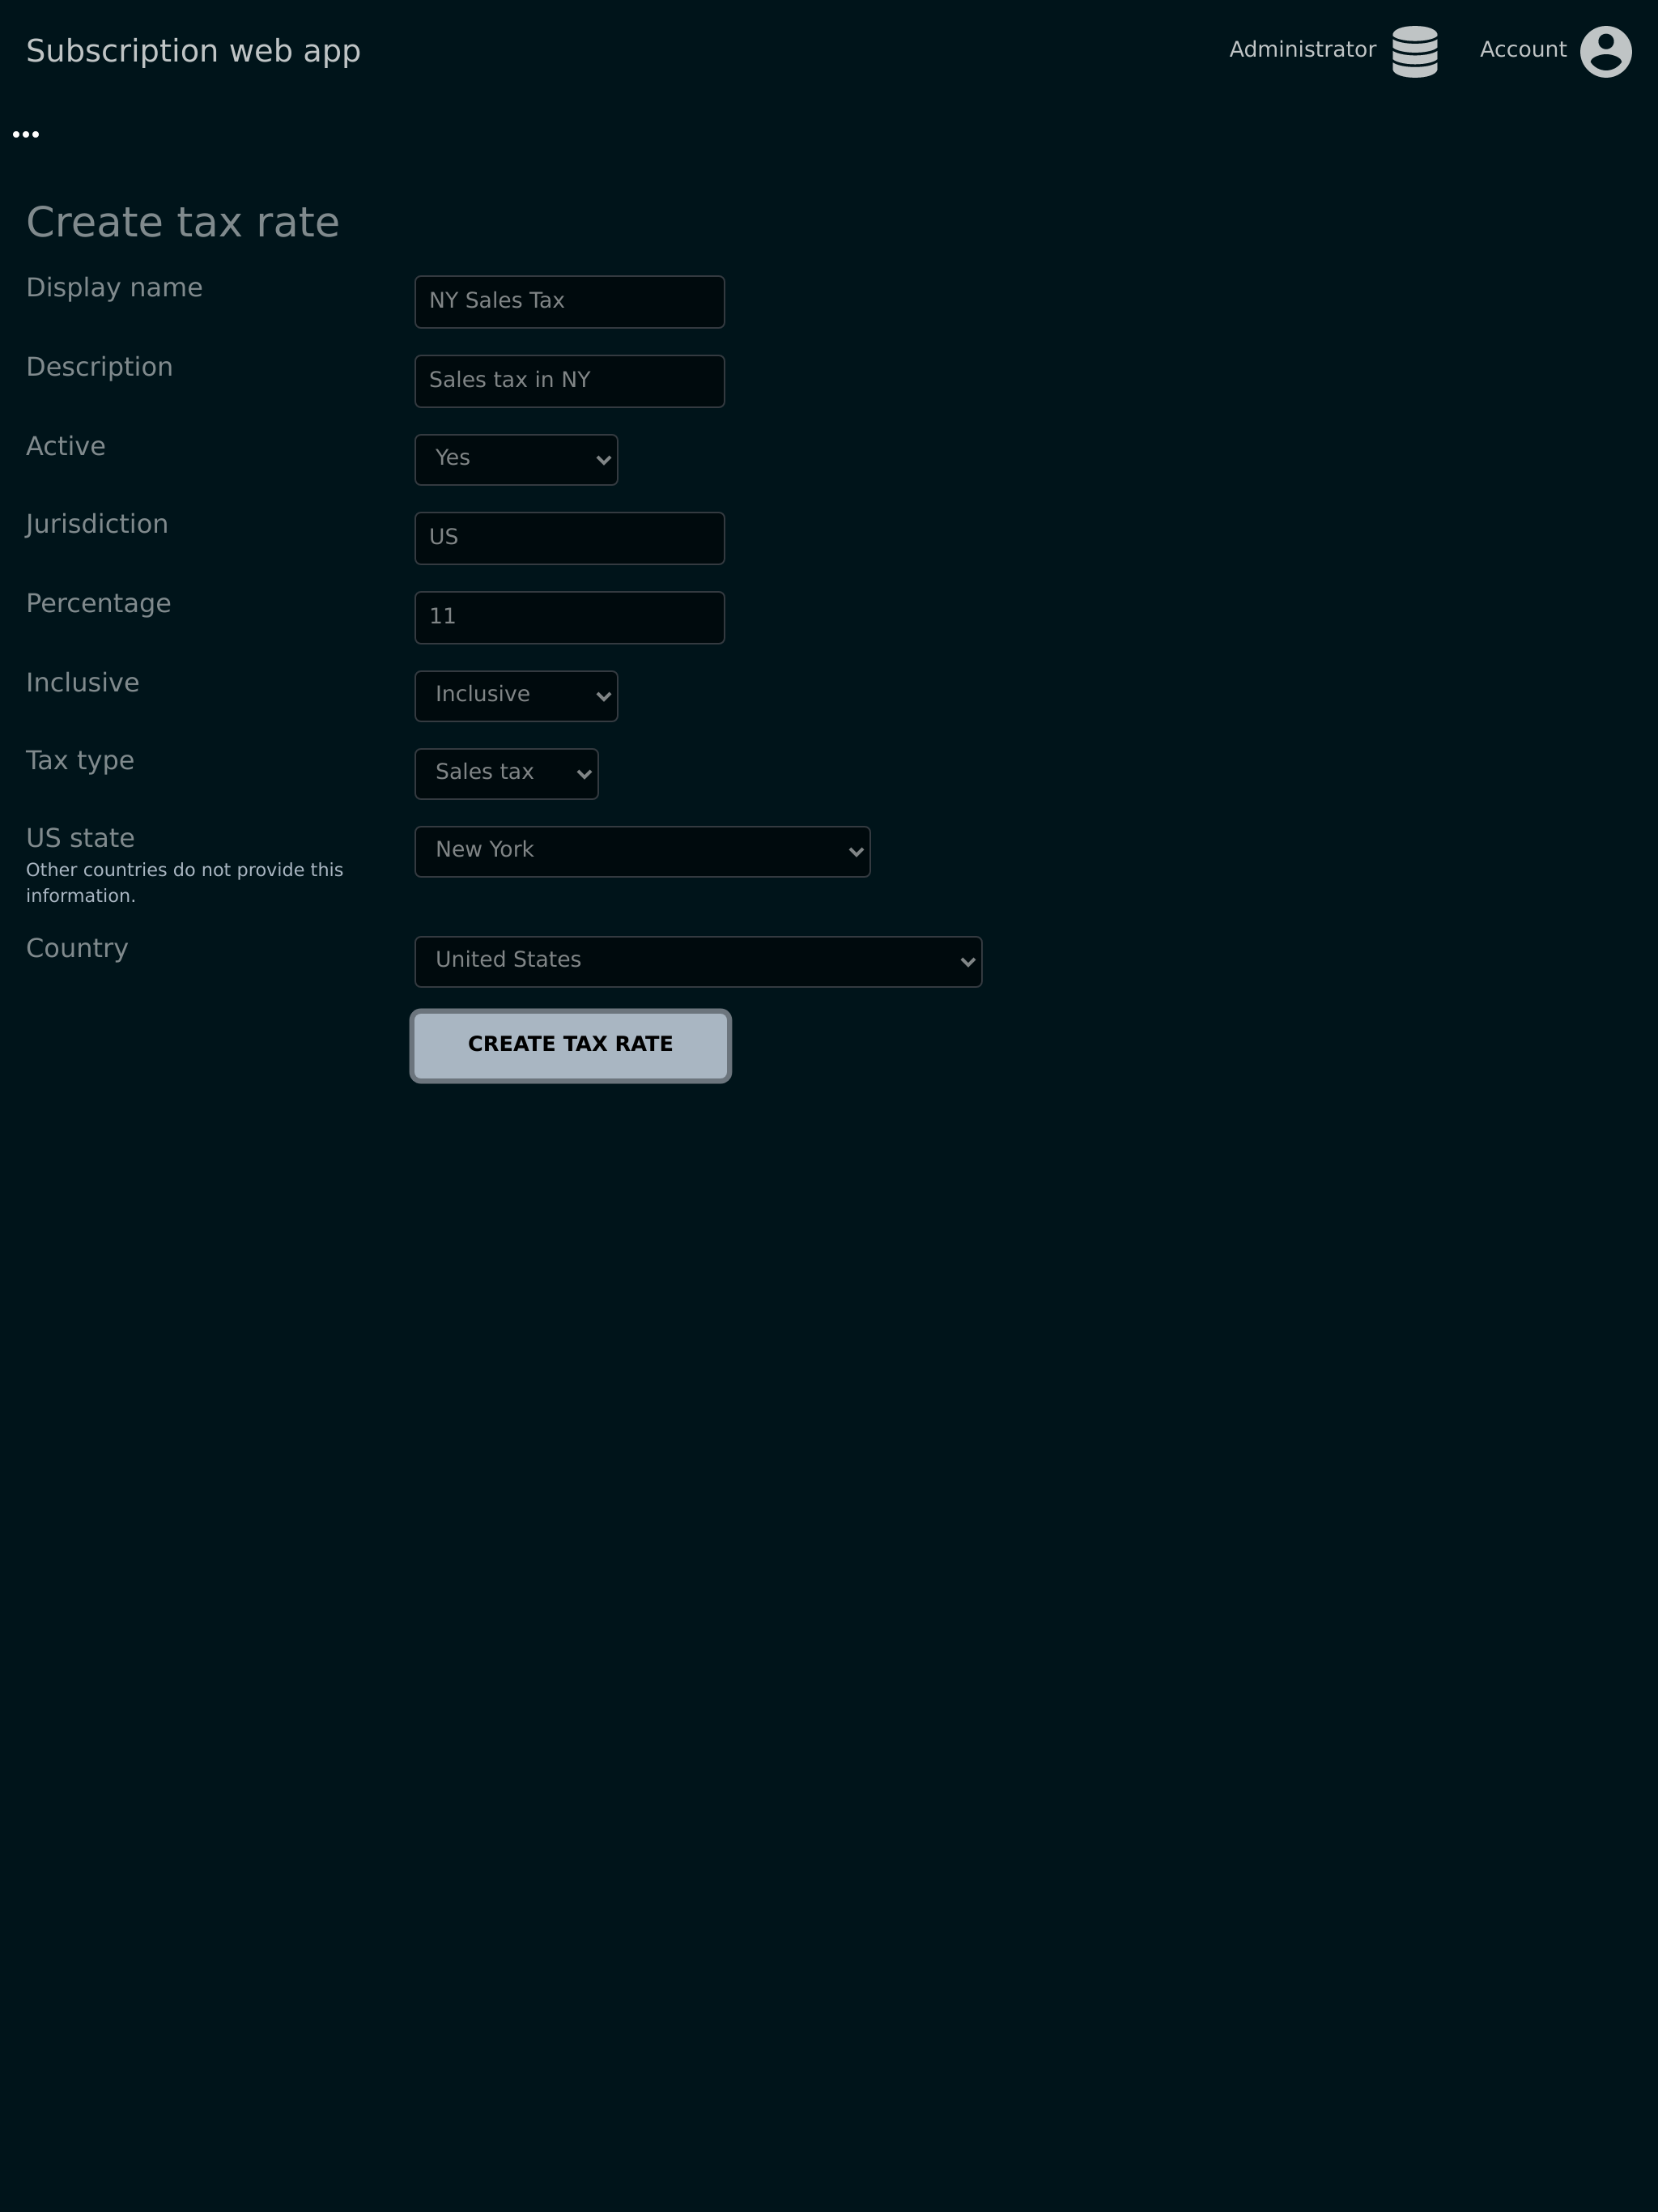 Subscription web app
Administrator
Account
Create tax rate
Display name
NY Sales Tax
Description
Sales tax in NY
Active
Yes
Jurisdiction
US
Percentage
11
Inclusive
Inclusive
Tax type
Sales tax
US state
New York
Other countries do not provide this
information.
Country
United States
CREATE TAX RATE